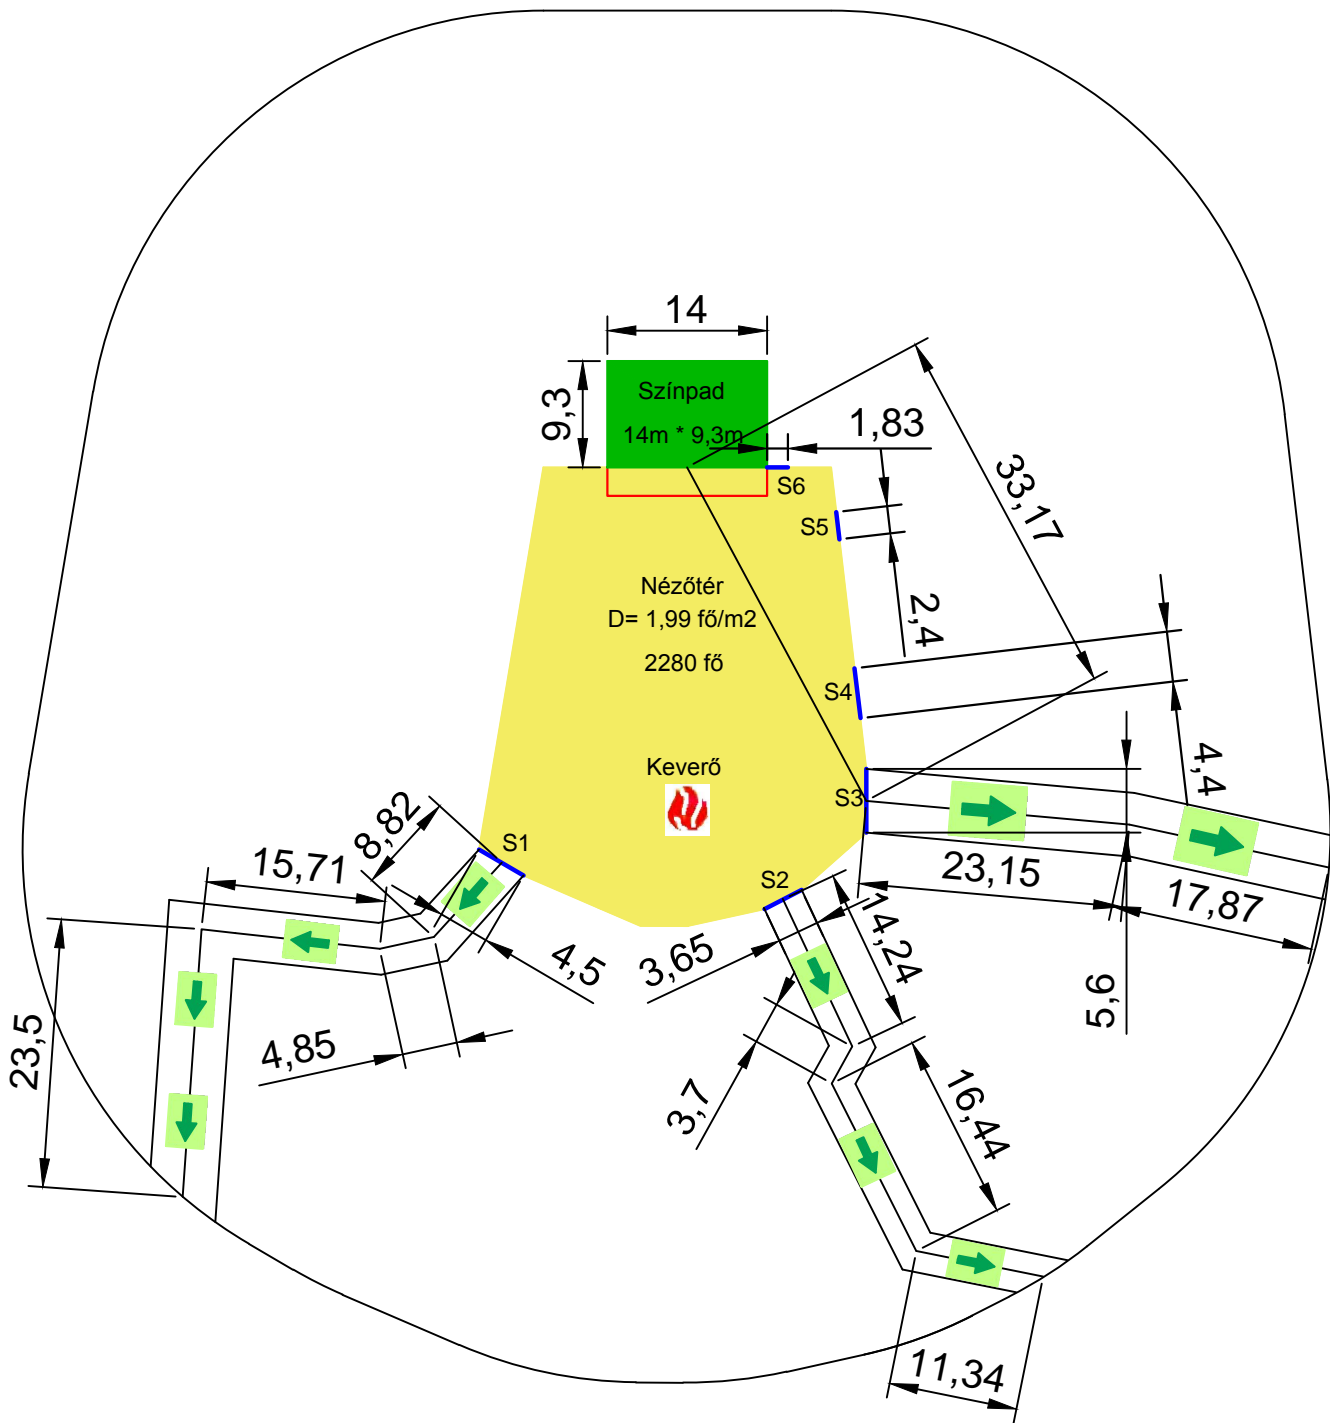 14
9,3
Színpad
14m * 9,3m
1,83
S6
33,17
S5
2,4
Nézőtér
D= 1,99 fő/m2
2280 fő
S4
4,4
Keverő
S3
8,82
S1
15,71
23,15
17,87
S2
14,24
3,65
4,5
5,6
23,5
4,85
3,7
16,44
11,34